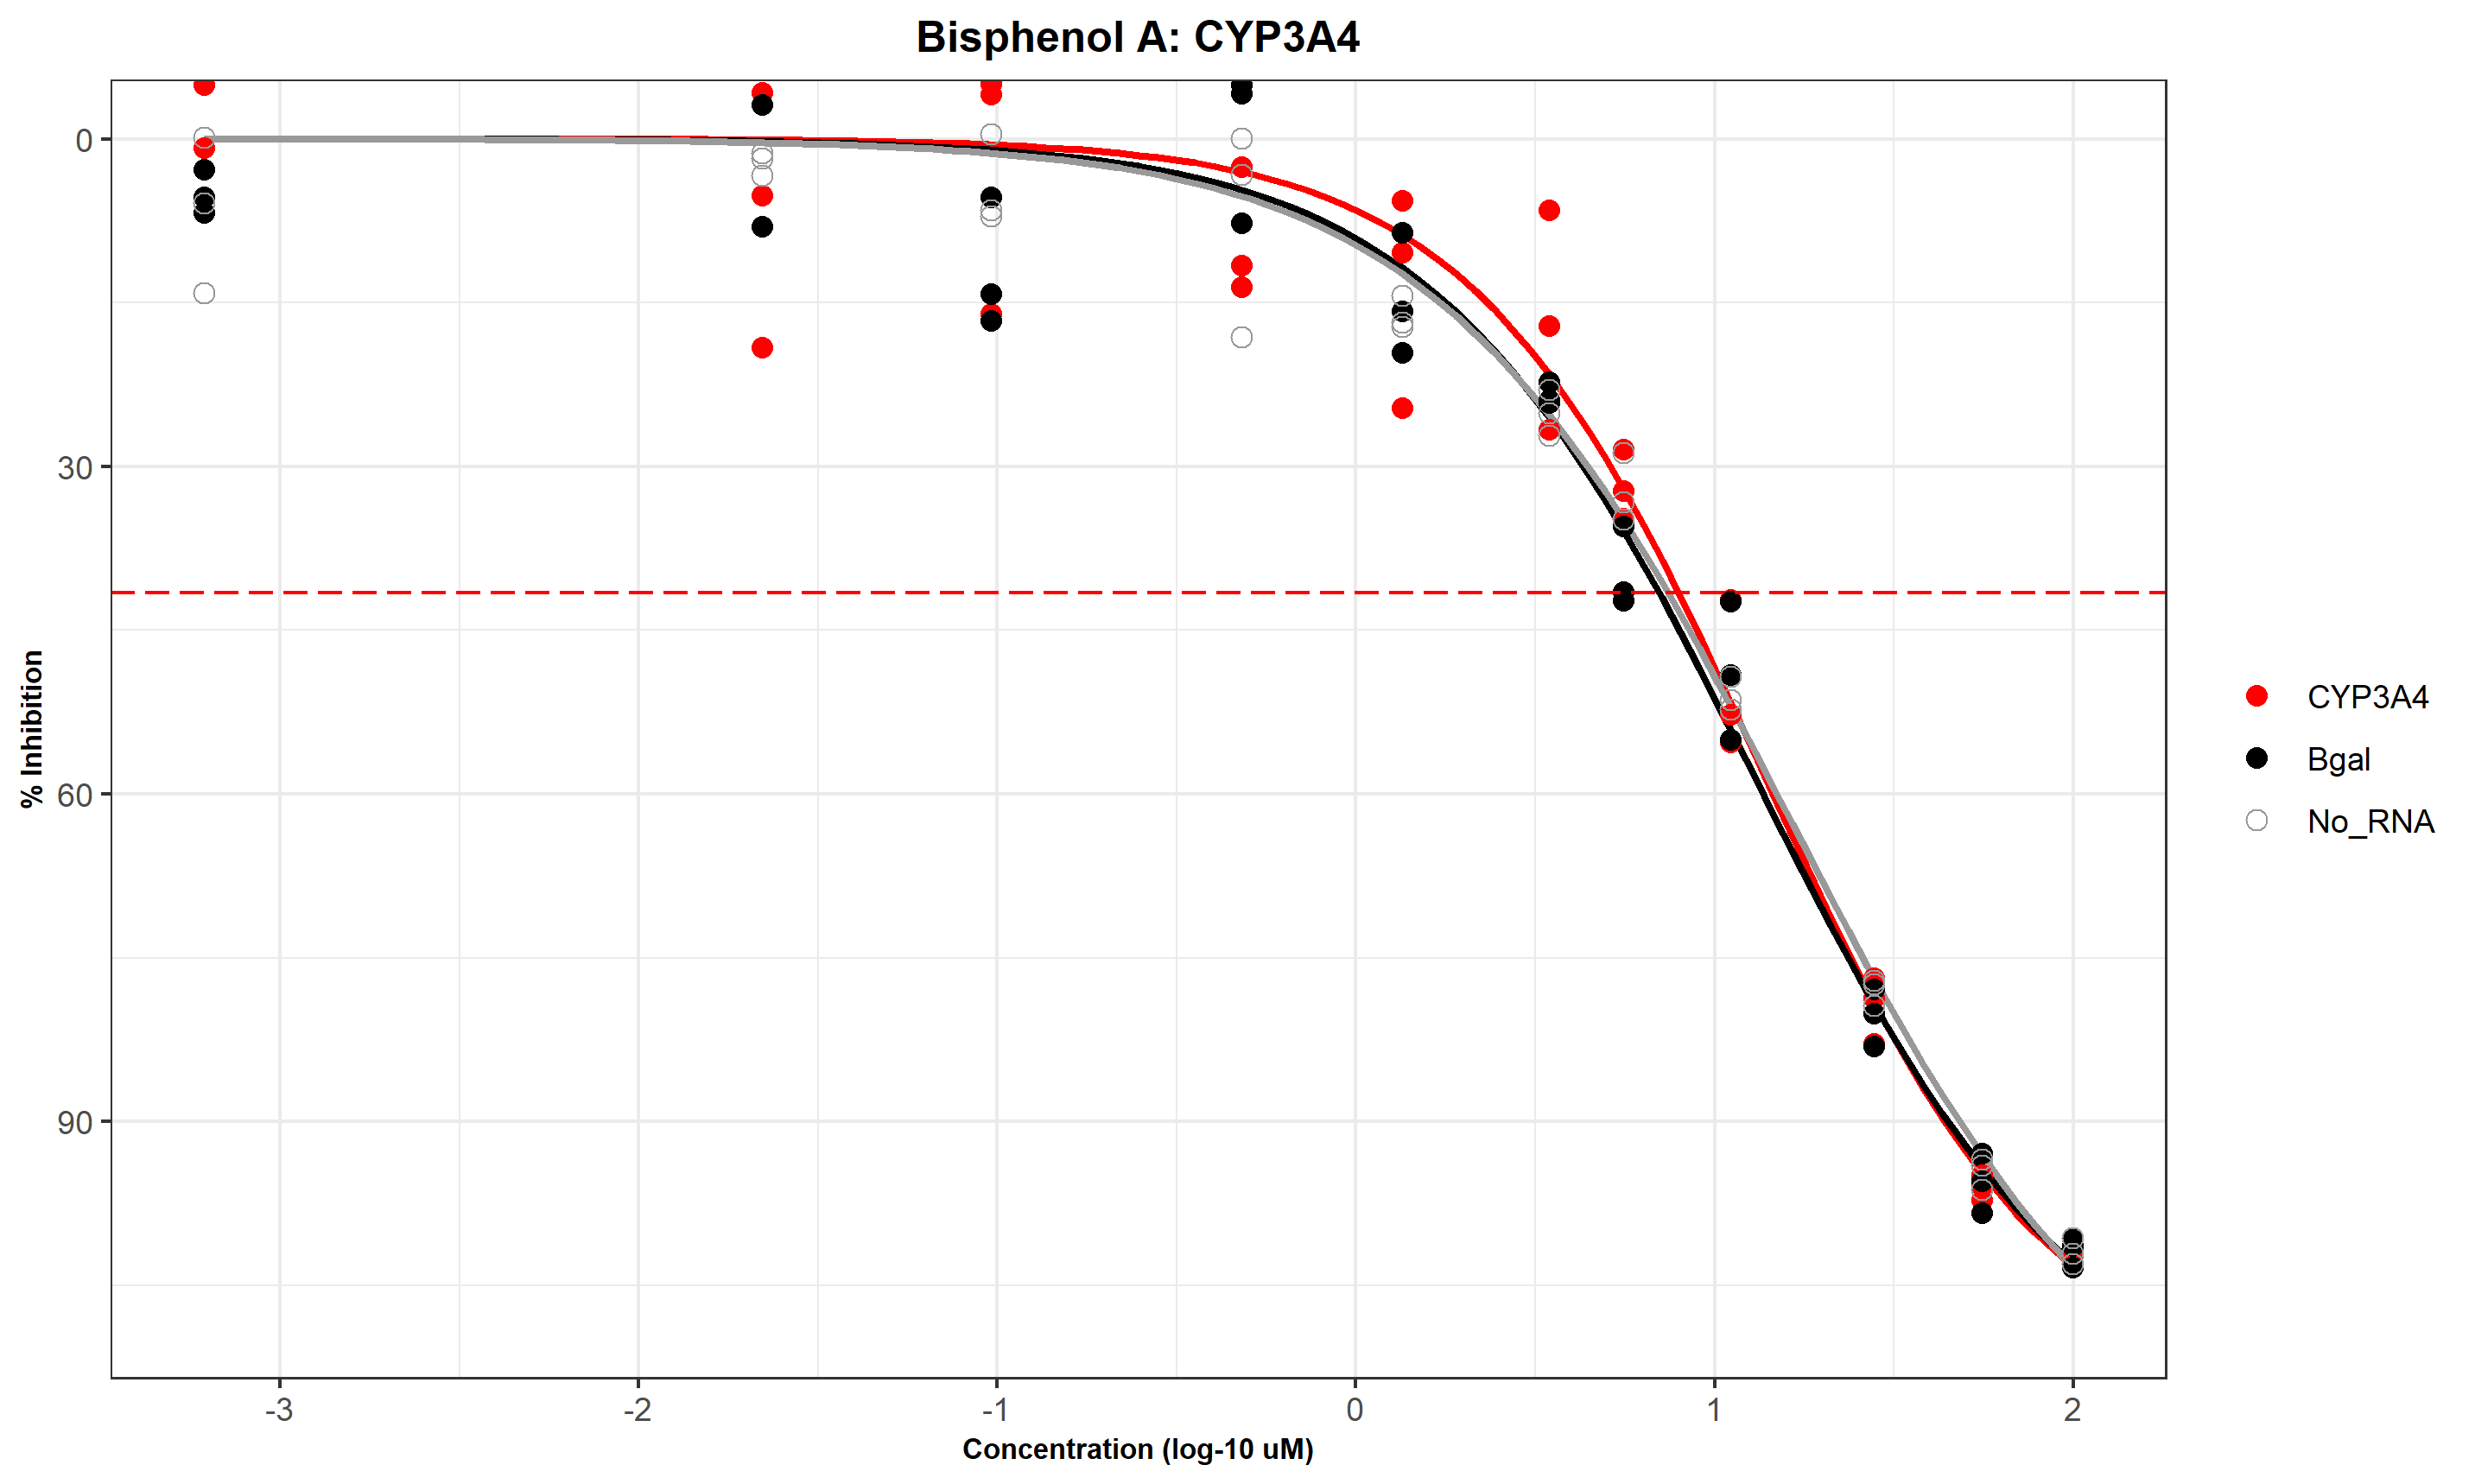 Bisphenol A: CYP3A4
% Inhibition
0
30
60
90
-3
-2
-1
0
1
2
Concentration (log-10 uM)
CYP3A4
Bgal
No_RNA